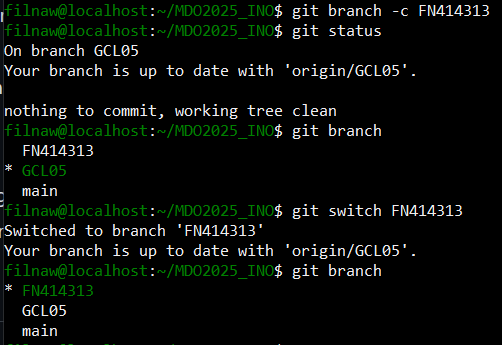 filnaw@localhost:~/MDO2025_INO$ git branch -c FN414313
filnaw@localhost:~/MDO2025_INO$ git status
On branch GCL05
Your branch is up to date with 'origin/GCL05'.
nothing to commit, working tree clean
filnaw@localhost:~/MDO2025_INO$ git branch
  FN414313
* GCL05
  main
filnaw@localhost:~/MDO2025_INO$ git switch FN414313
Switched to branch 'FN414313'
Your branch is up to date with 'origin/GCL05'.
filnaw@localhost:~/MDO2025_INO$ git branch
* FN414313
  GCL05
  main